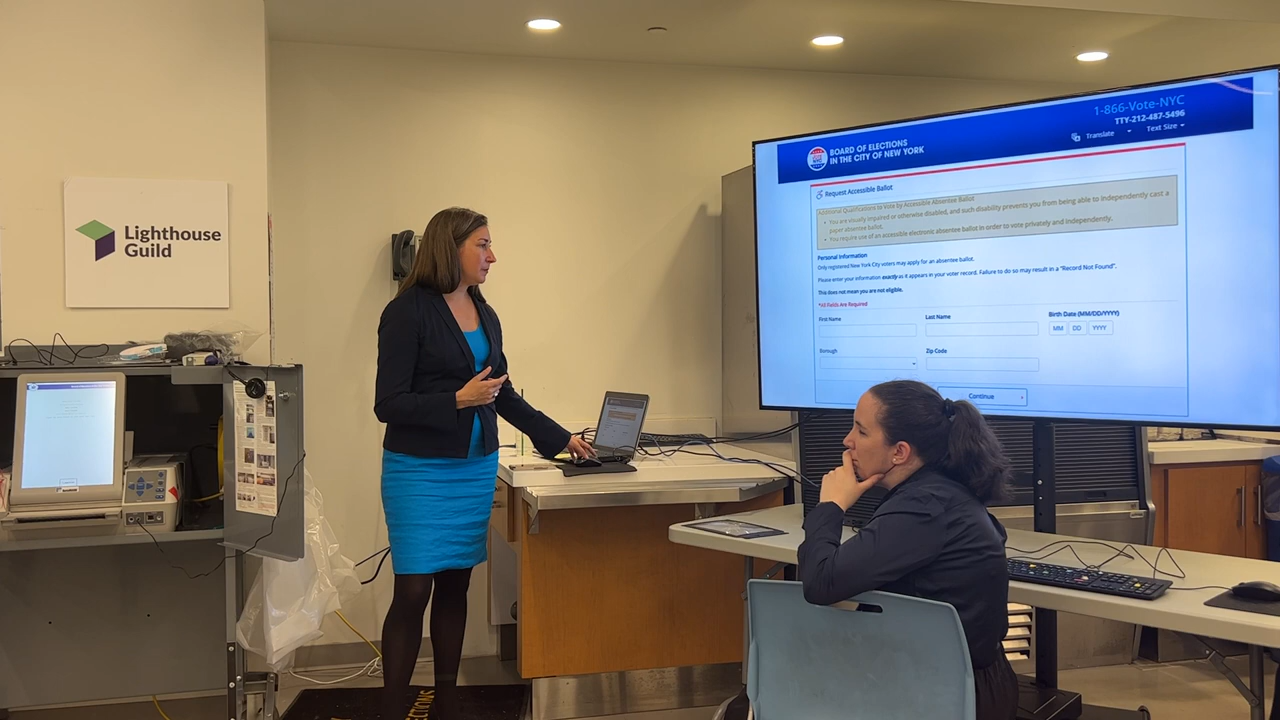 Lighthouse
Guild
1-866-Vote-NYC
TTY-212-487-5496
Translate
Text Size
BOARD OF ELECTIONS
IN THE CITY OF NEW YORK
Request Accessible Ballot
Additional Qualifications to Vote by Accessible Absentee Ballot
• You are visually impaired or otherwise disabled, and such disability prevents you from being able to independently cast a
paper absentee ballot.
• You require use of an accessible electronic absentee ballot in order to vote privately and independently.
Personal Information
Only registered New York City voters may apply for an absentee ballot.
Please enter your information exactly as it appears in your voter record. Failure to do so may result in a "Record Not Found".
This does not mean you are not eligible.
*All Fields Are Required
First Name
Last Name
Birth Date (MM/DD/YYYY)
MM
DD
YYYY
Borough
Zip Code
Continue